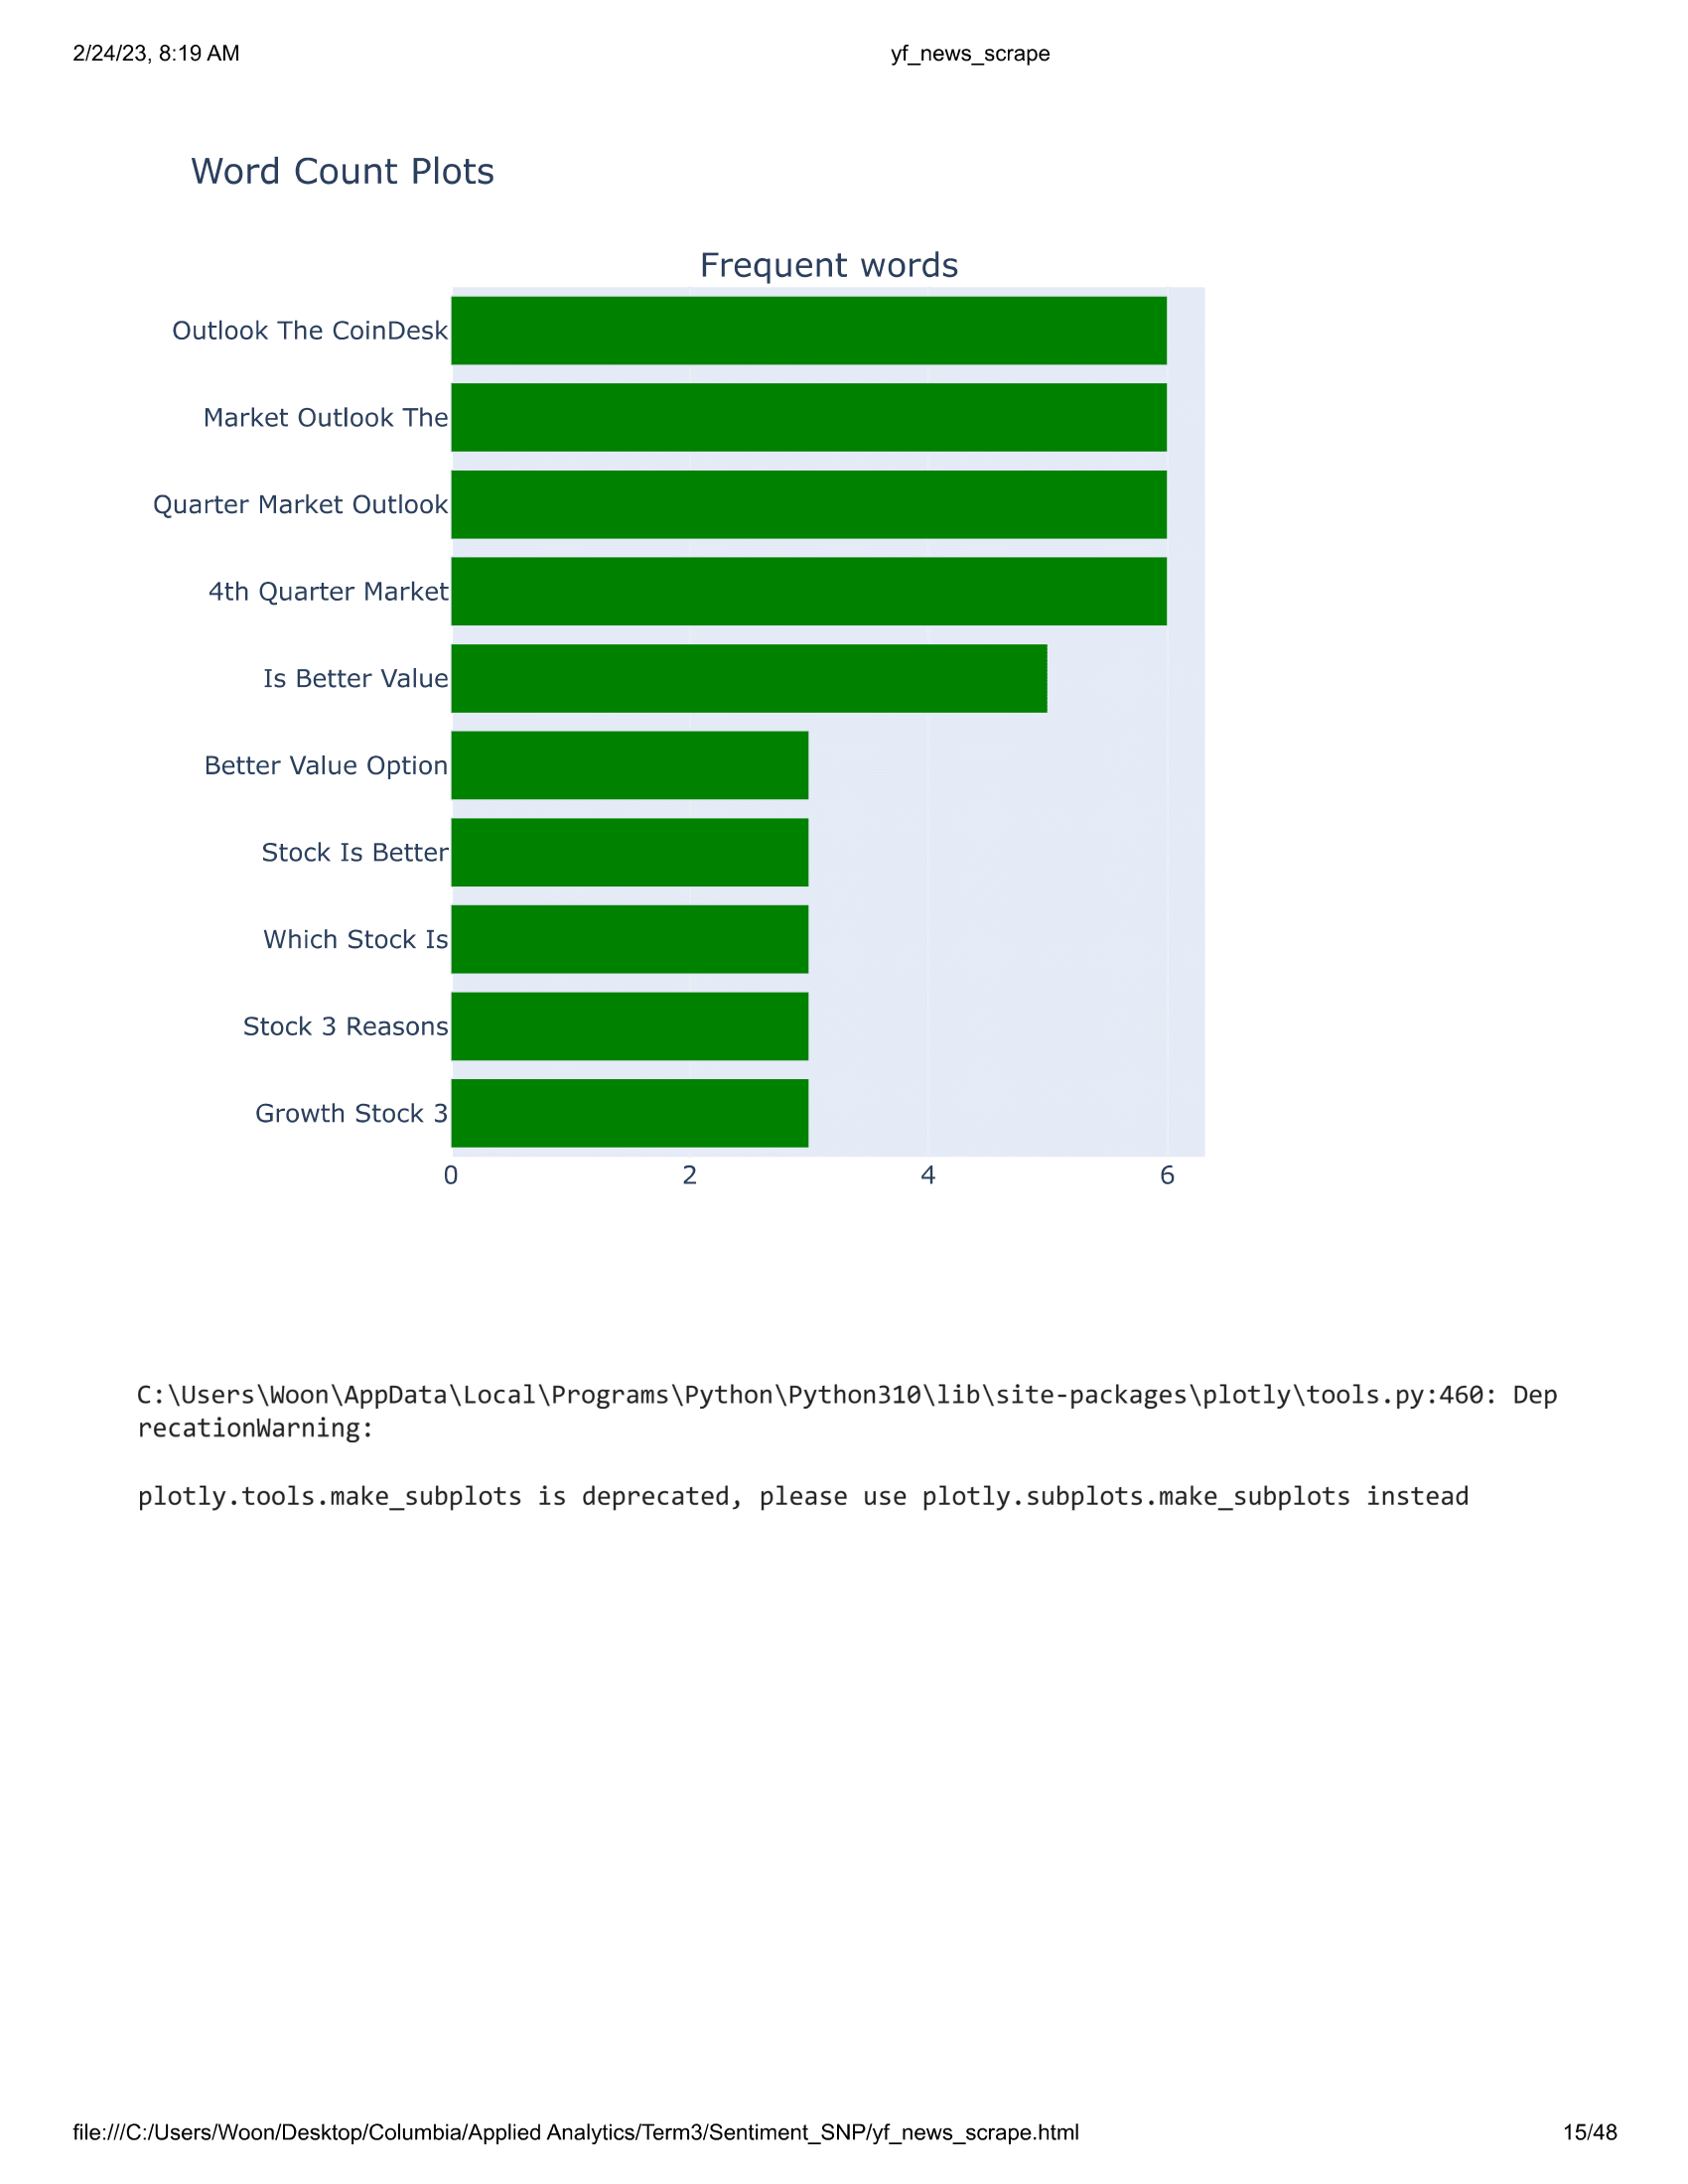 2/24/23, 8:19 AM
yf_news_scrape
Word Count Plots
Frequent words
Outlook The CoinDesk
Market Outlook The
Quarter Market Outlook
4th Quarter Market
Is Better Value
Better Value Option
Stock Is Better
Which Stock Is
Stock 3 Reasons
Growth Stock 3
0 2 4 6
C:\Users\Woon\AppData\Local\Programs\Python\Python310\lib\site-packages\plotly\tools.py:460: Dep
recationWarning:
plotly.tools.make_subplots is deprecated, please use plotly.subplots.make_subplots instead
file:///C:/Users/Woon/Desktop/Columbia/Applied Analytics/Term3/Sentiment_SNP/yf_news_scrape.html
15/48